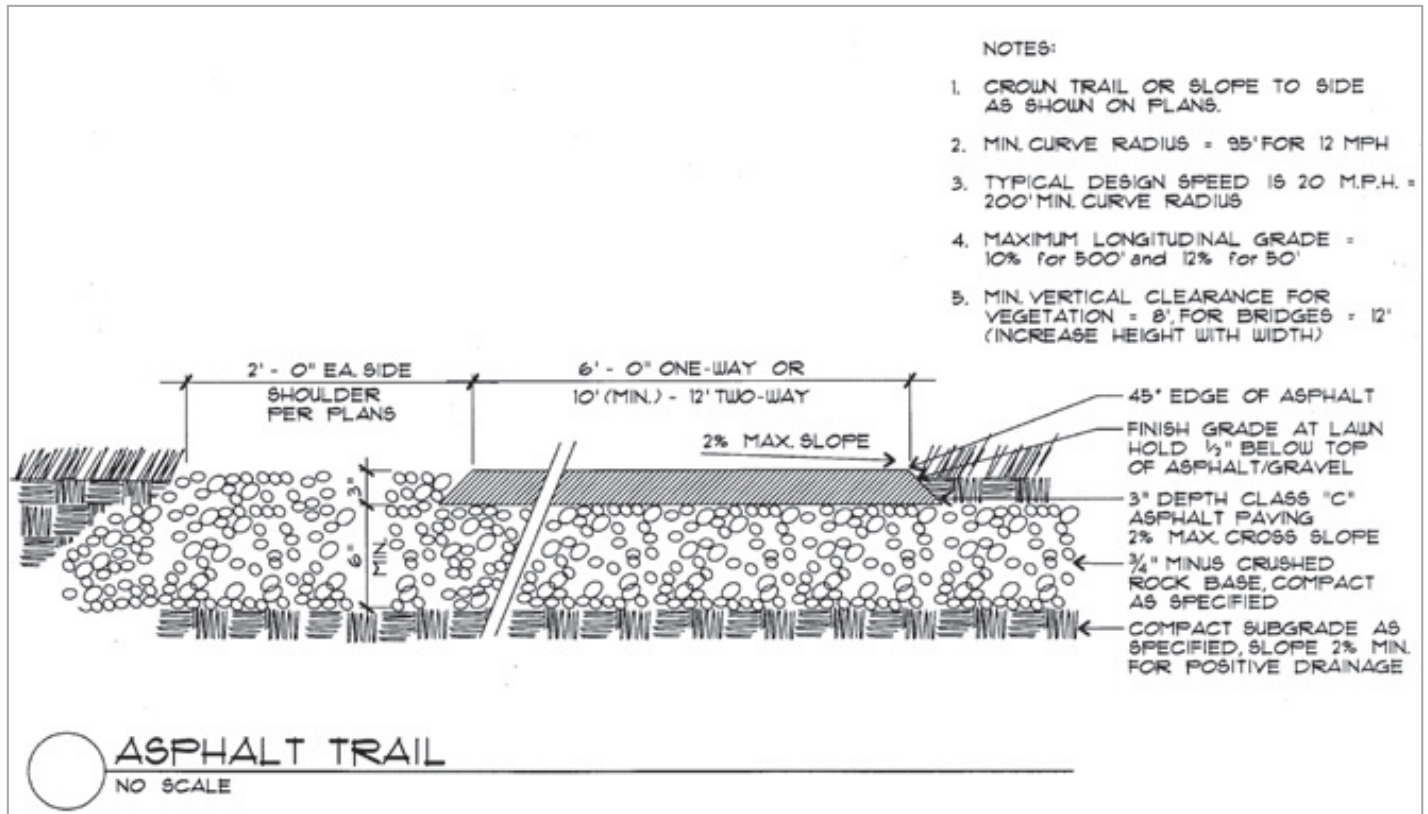 NOTES:
1. CROWN TRAIL OR SLOPE TO SIDE
AS SHOWN ON PLANS.
2. MIN. CURVE RADIUS = 95' FOR 12 MPH
3. TYPICAL DESIGN SPEED IS 20 M.P.H. =
200' MIN. CURVE RADIUS
4. MAXIMUM LONGITUDINAL GRADE =
10% for 500' and 12% for 50'
5. MIN. VERTICAL CLEARANCE FOR
VEGETATION = 8', FOR BRIDGES = 12'
(INCREASE HEIGHT WITH WIDTH)
2' - 0" EA. SIDE
SHOULDER
PER PLANS
6' - 0" ONE-WAY OR
10' (MIN.) - 12' TWO-WAY
2% MAX. SLOPE
3"
6"
MIN.
45° EDGE OF ASPHALT
FINISH GRADE AT LAWN
HOLD ½" BELOW TOP
OF ASPHALT/GRAVEL
3" DEPTH CLASS "C"
ASPHALT PAVING
2% MAX. CROSS SLOPE
¾" MINUS CRUSHED
ROCK BASE, COMPACT
AS SPECIFIED
COMPACT SUBGRADE AS
SPECIFIED, SLOPE 2% MIN.
FOR POSITIVE DRAINAGE
ASPHALT TRAIL
NO SCALE